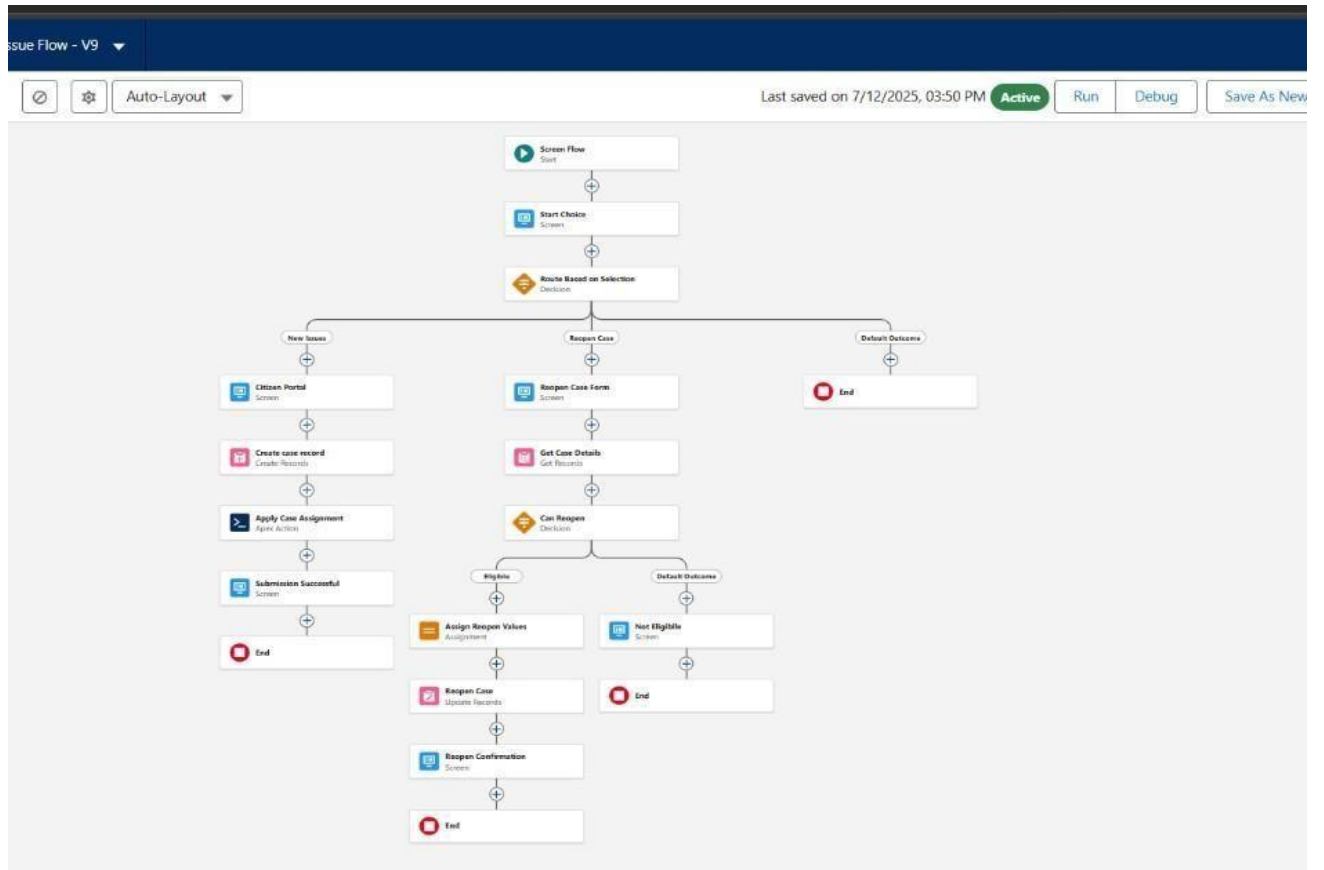 ssue Flow - V9
Auto-Layout
Last saved on 7/12/2025, 03:50 PM Active Run Debug Save As New
Screen Flow
Start
Start Choice
Screen
Route Based on Selection
Decision
New Issues
Reopen Case
Default Outcome
Citizen Portal
Screen
Reopen Case Form
Screen
End
Create case record
Create Records
Get Case Details
Get Records
Apply Case Assignment
Apex Action
Can Reopen
Decision
Submission Successful
Screen
Eligible
Default Outcome
End
Assign Reopen Values
Assignment
Not Eligiblle
Screen
Reopen Case
Update Records
End
Reopen Confirmation
Screen
End